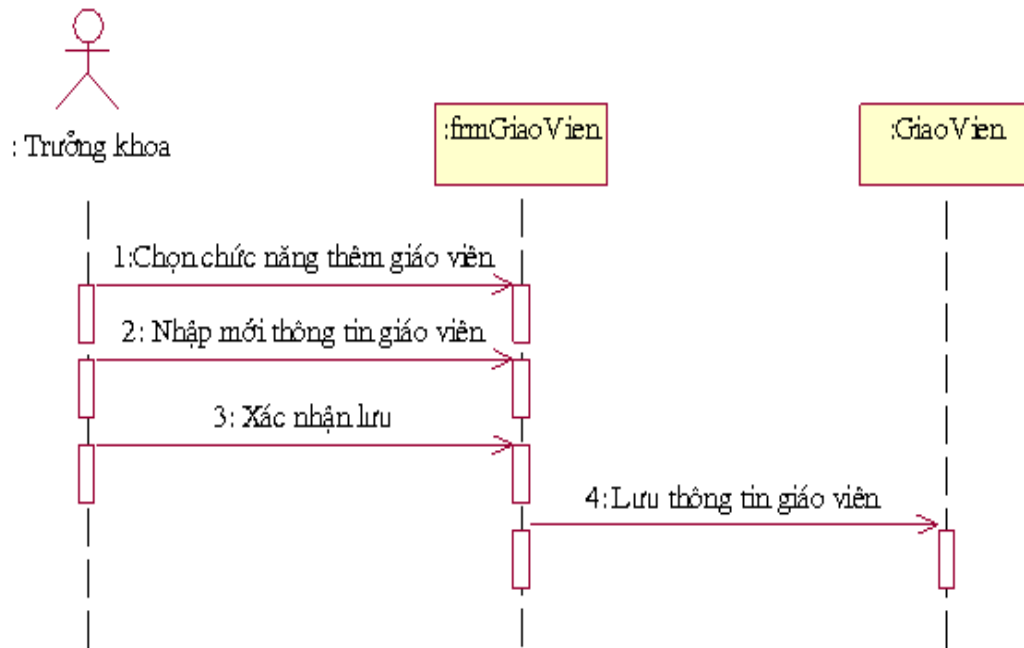 : Trưởng khoa
:frmGiaoVien
:GiaoVien
1:Chọn chức năng thêm giáo viên
2: Nhập mới thông tin giáo viên
3: Xác nhận lưu
4:Lưu thông tin giáo viên